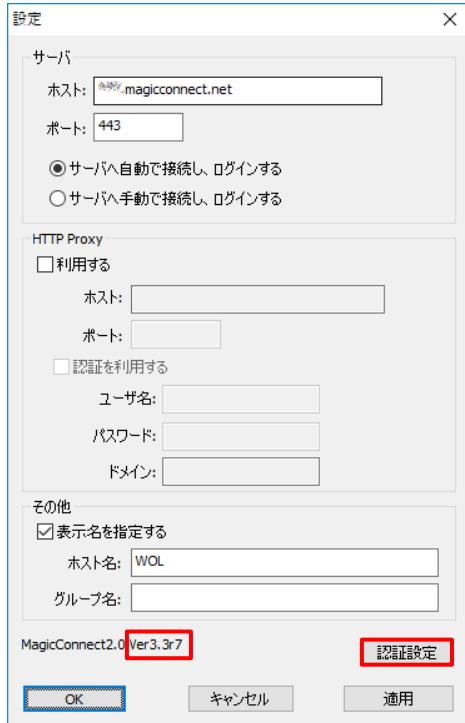 設定
サーバ
ホスト: .magicconnect.net
ポート: 443
サーバへ自動で接続し、ログインする
サーバへ手動で接続し、ログインする
HTTP Proxy
利用する
ホスト:
ポート:
認証を利用する
ユーザ名:
パスワード:
ドメイン:
その他
表示名を指定する
ホスト名: WOL
グループ名:
MagicConnect2.0 Ver3.3r7 認証設定
OK キャンセル 適用